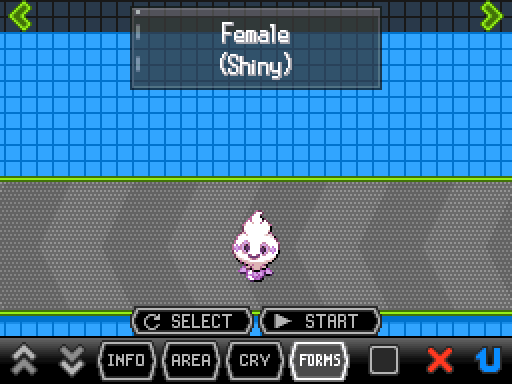 Female
(Shiny)
SELECT
START
INFO
AREA
CRY
FORMS